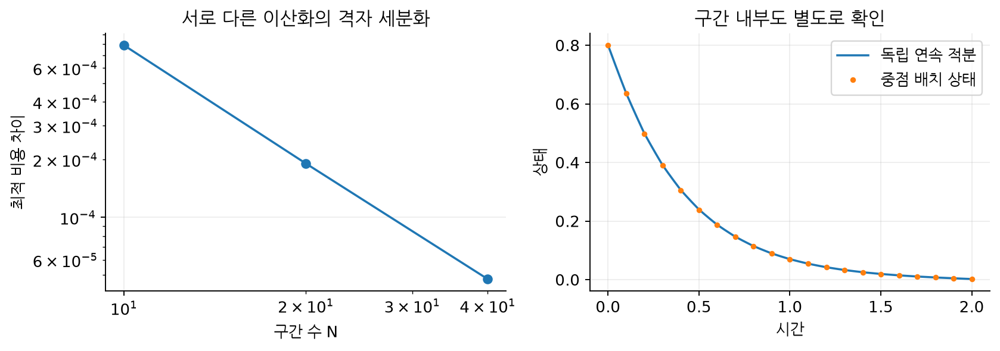 서로 다른 이산화의 격자 세분화
최적 비용 차이
6 × 10⁻⁴
4 × 10⁻⁴
3 × 10⁻⁴
2 × 10⁻⁴
10⁻⁴
6 × 10⁻⁵
10¹
2 × 10¹
3 × 10¹
4 × 10¹
구간 수 N
구간 내부도 별도로 확인
독립 연속 적분
중점 배치 상태
상태
0.8
0.6
0.4
0.2
0.0
0.0
0.5
1.0
1.5
2.0
시간